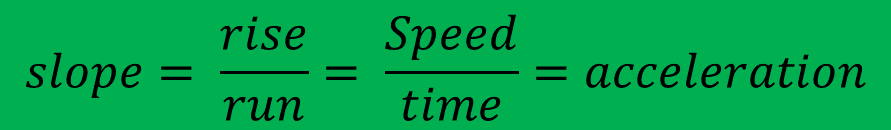 slope = rise/run = Speed/time = acceleration